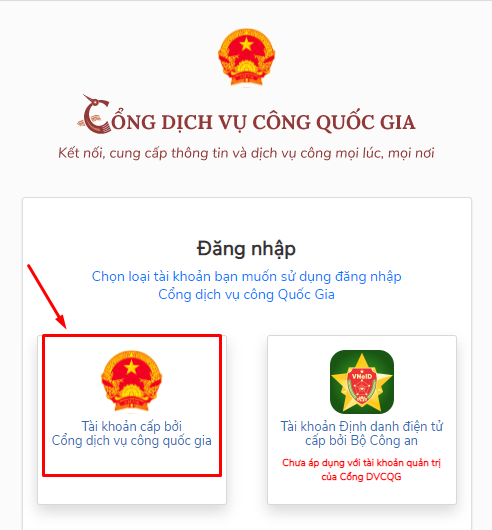 CỔNG DỊCH VỤ CÔNG QUỐC GIA
Kết nối, cung cấp thông tin và dịch vụ công mọi lúc, mọi nơi
Đăng nhập
Chọn loại tài khoản bạn muốn sử dụng đăng nhập
Cổng dịch vụ công Quốc Gia
Tài khoản cấp bởi
Cổng dịch vụ công quốc gia
VNeID
Tài khoản Định danh điện tử
cấp bởi Bộ Công an
Chưa áp dụng với tài khoản quản trị
của Cổng DVCQG